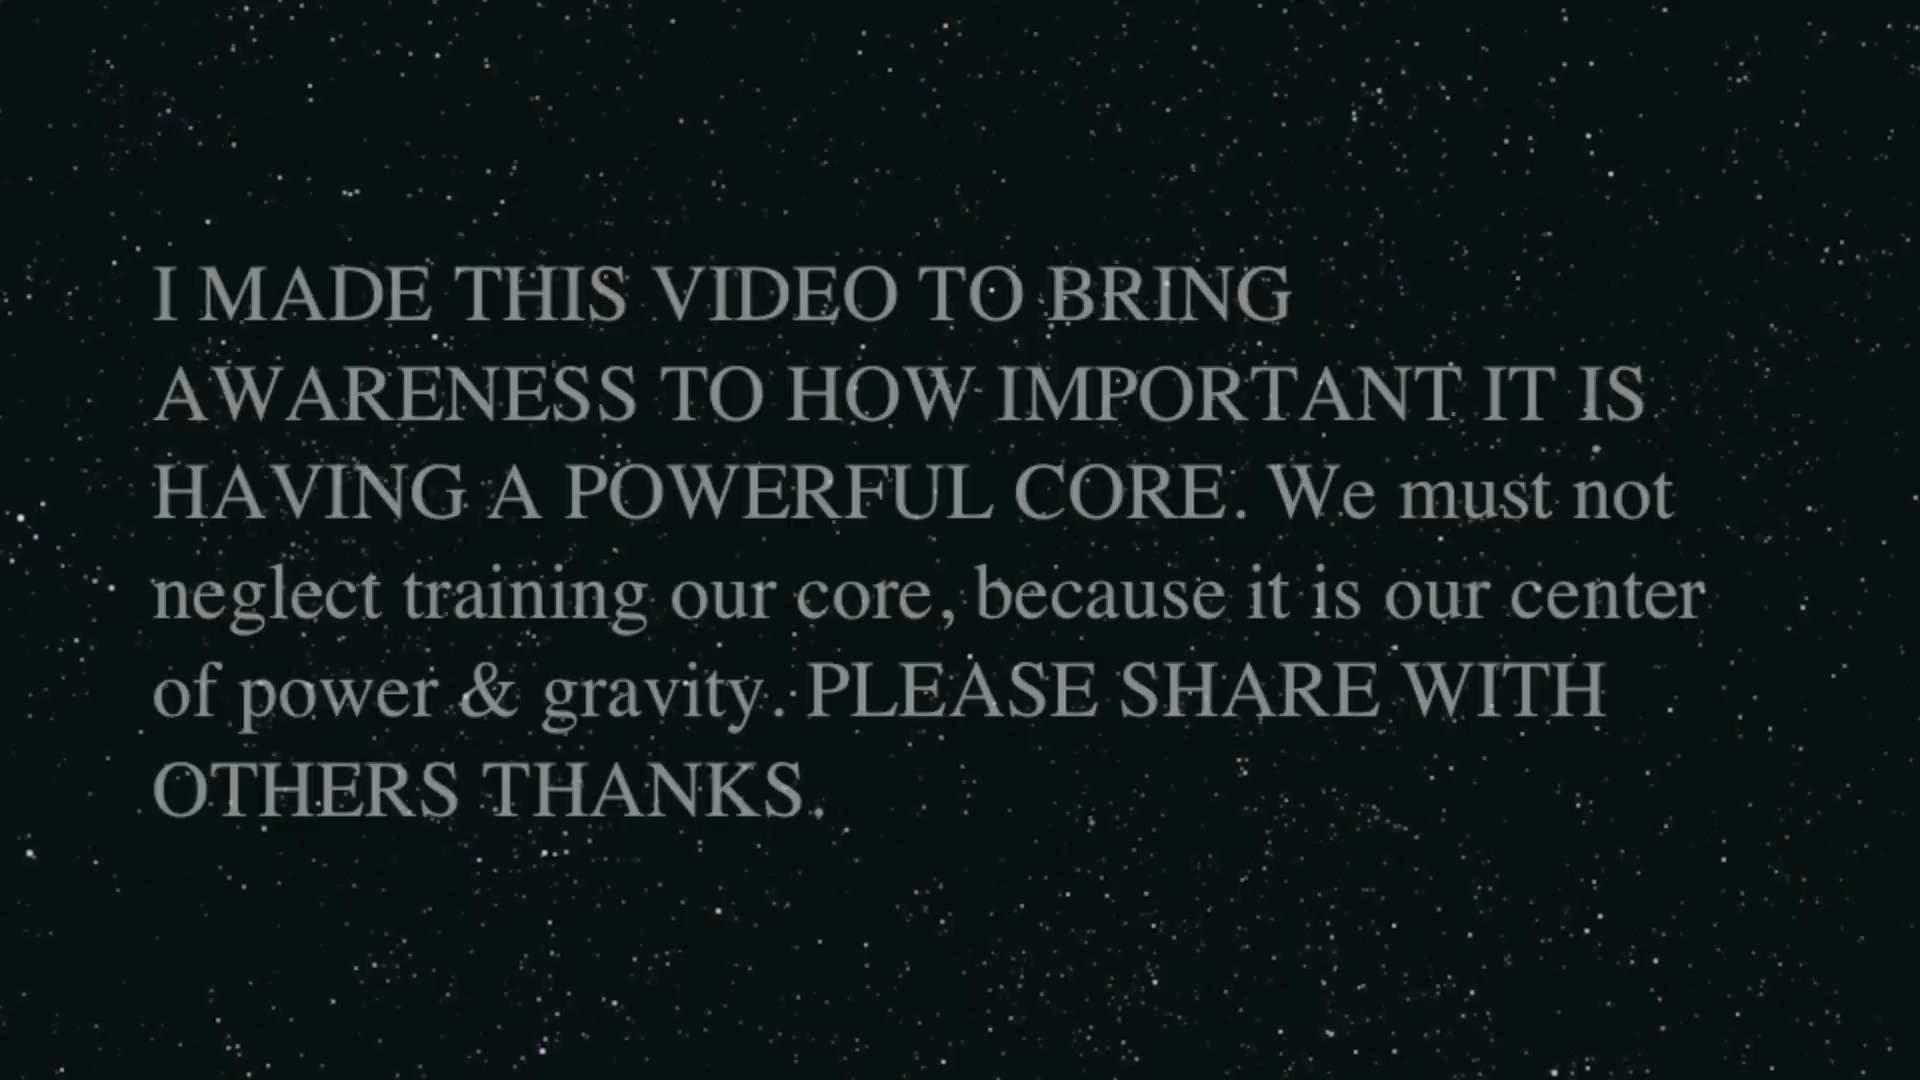 I MADE THIS VIDEO TO BRING
AWARENESS TO HOW IMPORTANT IT IS
HAVING A POWERFUL CORE. We must not
neglect training our core, because it is our center
of power & gravity. PLEASE SHARE WITH
OTHERS THANKS.